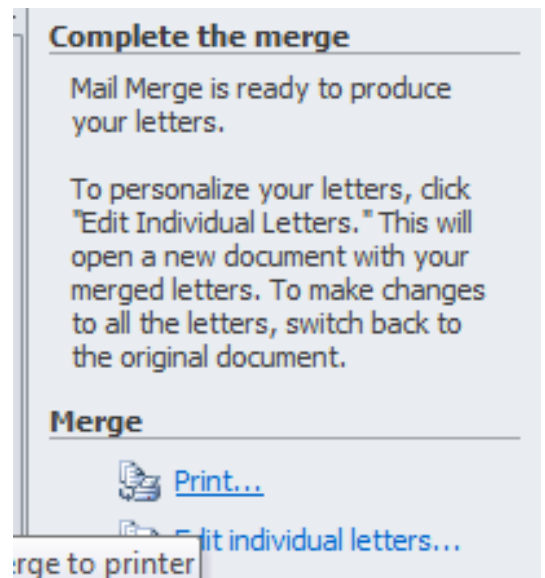 Complete the merge
Mail Merge is ready to produce
your letters.
To personalize your letters, click
"Edit Individual Letters." This will
open a new document with your
merged letters. To make changes
to all the letters, switch back to
the original document.
Merge
Print...
individual letters...
to printer